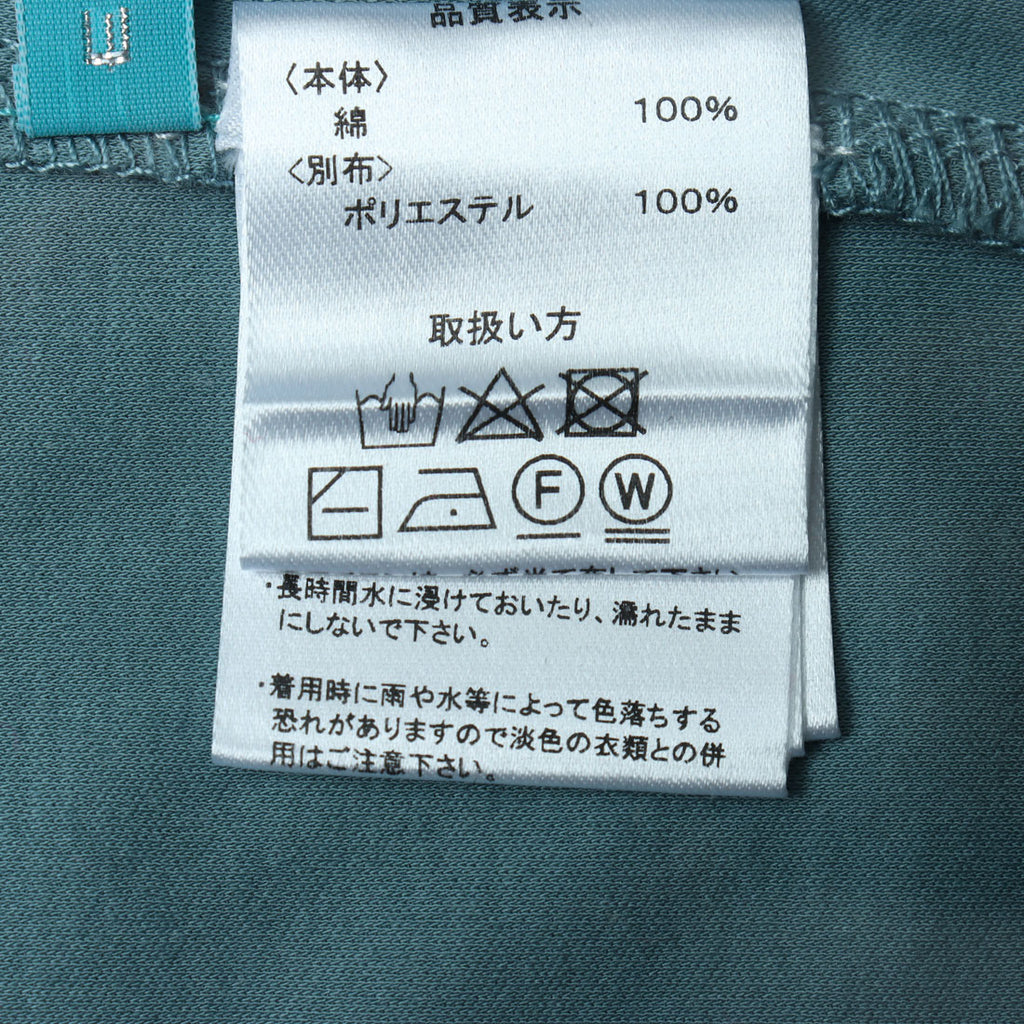 品質表示
〈本体〉
綿 100%
〈別布〉
ポリエステル 100%
取扱い方
F W
・長時間水に浸けておいたり、濡れたまま
にしないで下さい。
・着用時に雨や水等によって色落ちする
恐れがありますので淡色の衣類との併
用はご注意下さい。